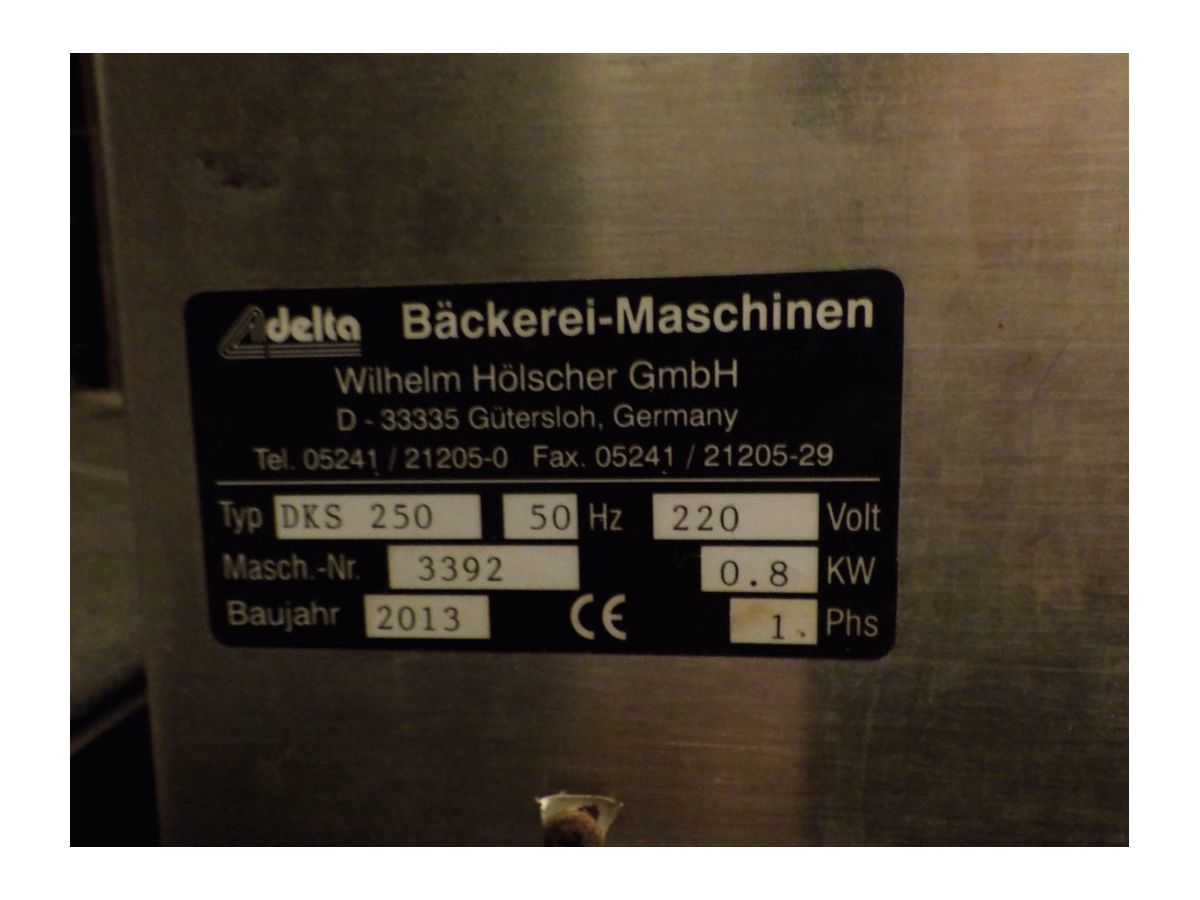 delta Bäckerei-Maschinen
Wilhelm Hölscher GmbH
D - 33335 Gütersloh, Germany
Tel. 05241 / 21205-0 Fax. 05241 / 21205-29
Typ DKS 250 50 Hz 220 Volt
Masch.-Nr. 3392 0.8 KW
Baujahr 2013 CE 1 Phs